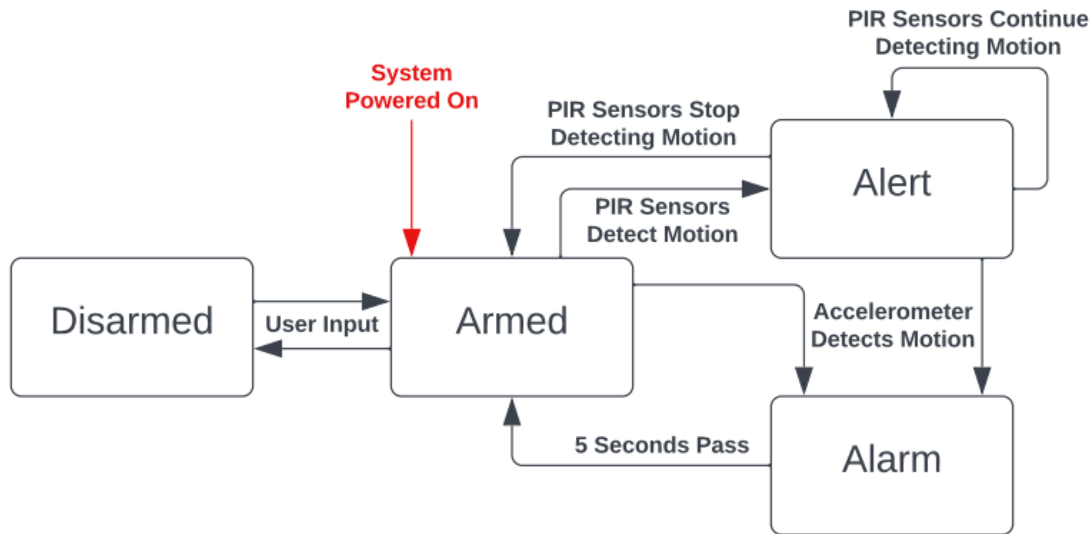 PIR Sensors Continue
Detecting Motion
System
Powered On
PIR Sensors Stop
Detecting Motion
Alert
PIR Sensors
Detect Motion
Disarmed
User Input
Armed
Accelerometer
Detects Motion
5 Seconds Pass
Alarm